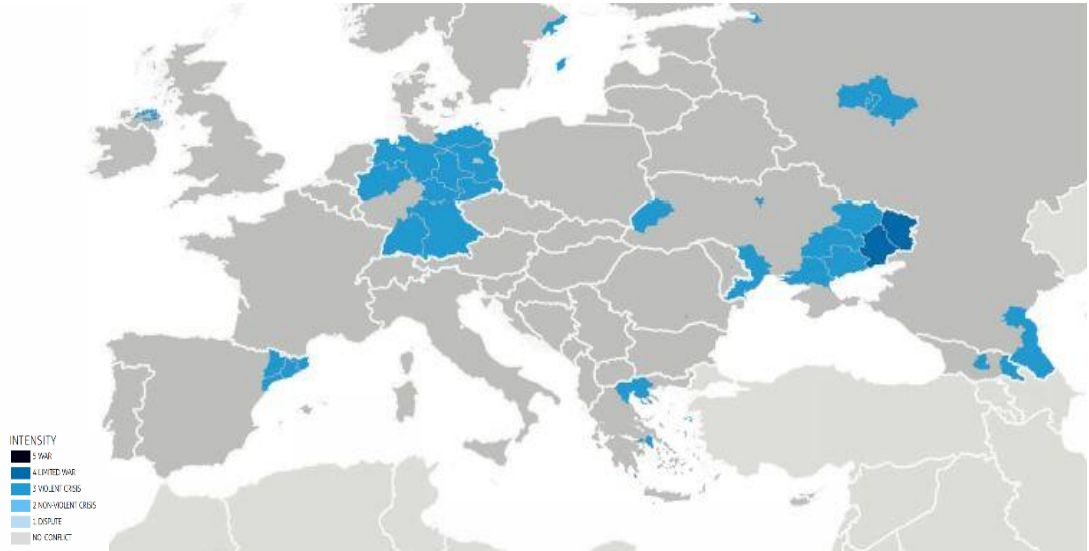 INTENSITY
5 WAR
4 LIMITED WAR
3 VIOLENT CRISIS
2 NON-VIOLENT CRISIS
1 DISPUTE
NO CONFLICT